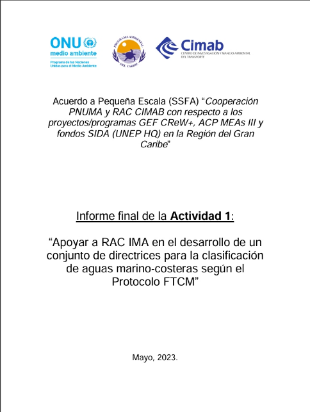 ONU
medio ambiente
Programa de las Naciones
Unidas para el Medio Ambiente
Cimab
Acuerdo a Pequeña Escala (SSFA) "Cooperación
PNUMA y RAC CIMAB con respecto a los
proyectos/programas GEF CReW+, ACP MEAs III y
fondos SIDA (UNEP HQ) en la Región del Gran
Caribe"
Informe final de la Actividad 1:
"Apoyar a RAC IMA en el desarrollo de un
conjunto de directrices para la clasificación
de aguas marino-costeras según el
Protocolo FTCM"
Mayo, 2023.